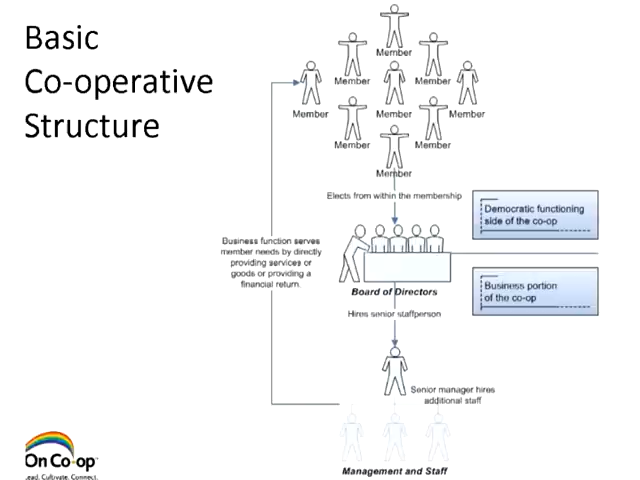 Basic
Co-operative
Structure
Member
Member
Member
Member
Member
Member
Member
Member
Member
Elects from within the membership
Democratic functioning
side of the co-op
Business function serves
member needs by directly
providing services or
goods or providing a
financial return.
Business portion
of the co-op
Board of Directors
Hires senior staffperson
Senior manager hires
additional staff
Management and Staff
On Co-op
ead. Cultivate. Connect.